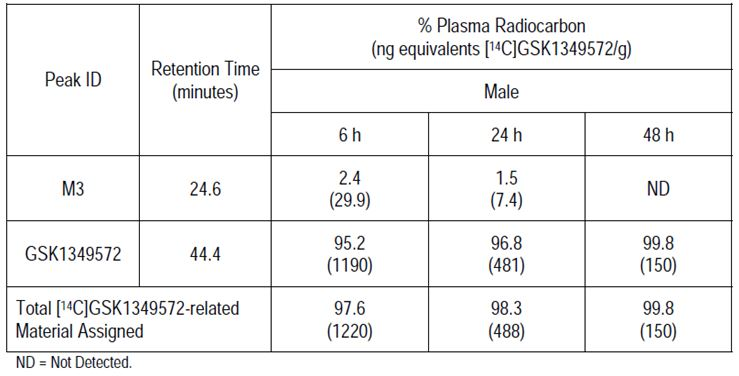 Peak ID
Retention Time
(minutes)
% Plasma Radiocarbon
(ng equivalents [14C]GSK1349572/g)
Male
6 h 24 h 48 h
M3 24.6 2.4 1.5 ND
(29.9) (7.4)
GSK1349572 44.4 95.2 96.8 99.8
(1190) (481) (150)
Total [14C]GSK1349572-related
Material Assigned
97.6 98.3 99.8
(1220) (488) (150)
ND = Not Detected.